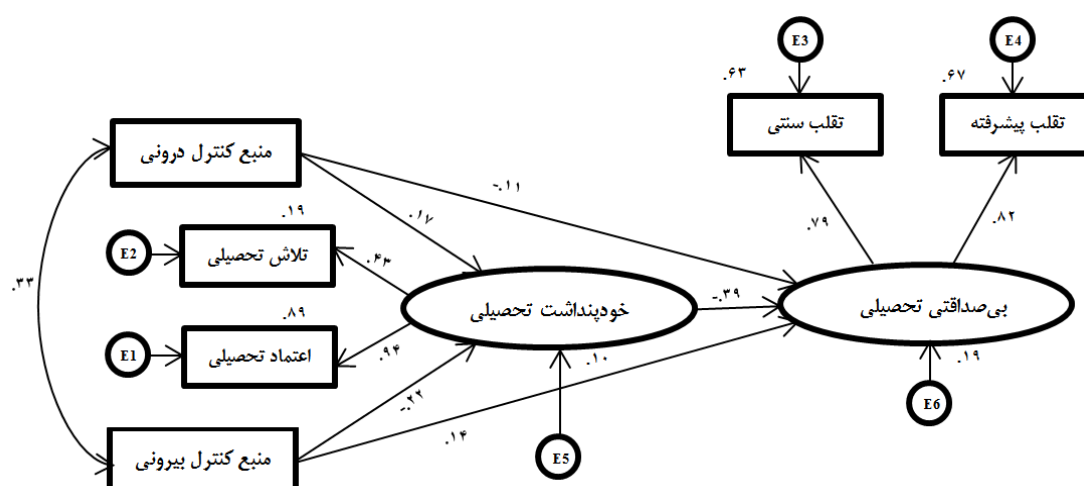 E3
E4
.۶۳
.۶۷
تقلب سنتی
تقلب پیشرفته
منبع کنترل درونی
-.۱۱
.۱۷
.۱۹
.۷۹
.۸۲
E2
تلاش تحصیلی
.۴۳
.۳۳
خودپنداشت تحصیلی
-.۳۹
بی‌صداقتی تحصیلی
.۸۹
E1
اعتماد تحصیلی
.۹۴
.۱۰
.۱۹
-.۲۲
E6
.۱۴
منبع کنترل بیرونی
E5